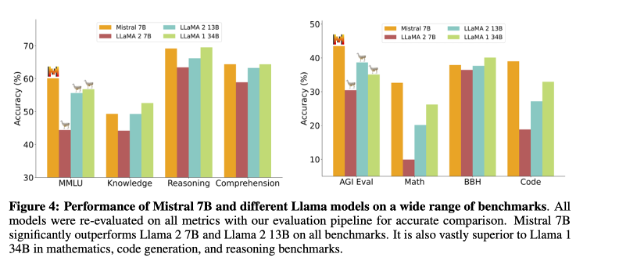 Mistral 7B
LLaMA 2 13B
LLaMA 2 7B
LLaMA 1 34B
Accuracy (%)
70
60
50
40
30
MMLU
Knowledge
Reasoning
Comprehension
Mistral 7B
LLaMA 2 13B
LLaMA 2 7B
LLaMA 1 34B
Accuracy (%)
50
40
30
20
10
AGI Eval
Math
BBH
Code
Figure 4: Performance of Mistral 7B and different Llama models on a wide range of benchmarks. All
models were re-evaluated on all metrics with our evaluation pipeline for accurate comparison. Mistral 7B
significantly outperforms Llama 2 7B and Llama 2 13B on all benchmarks. It is also vastly superior to Llama 1
34B in mathematics, code generation, and reasoning benchmarks.